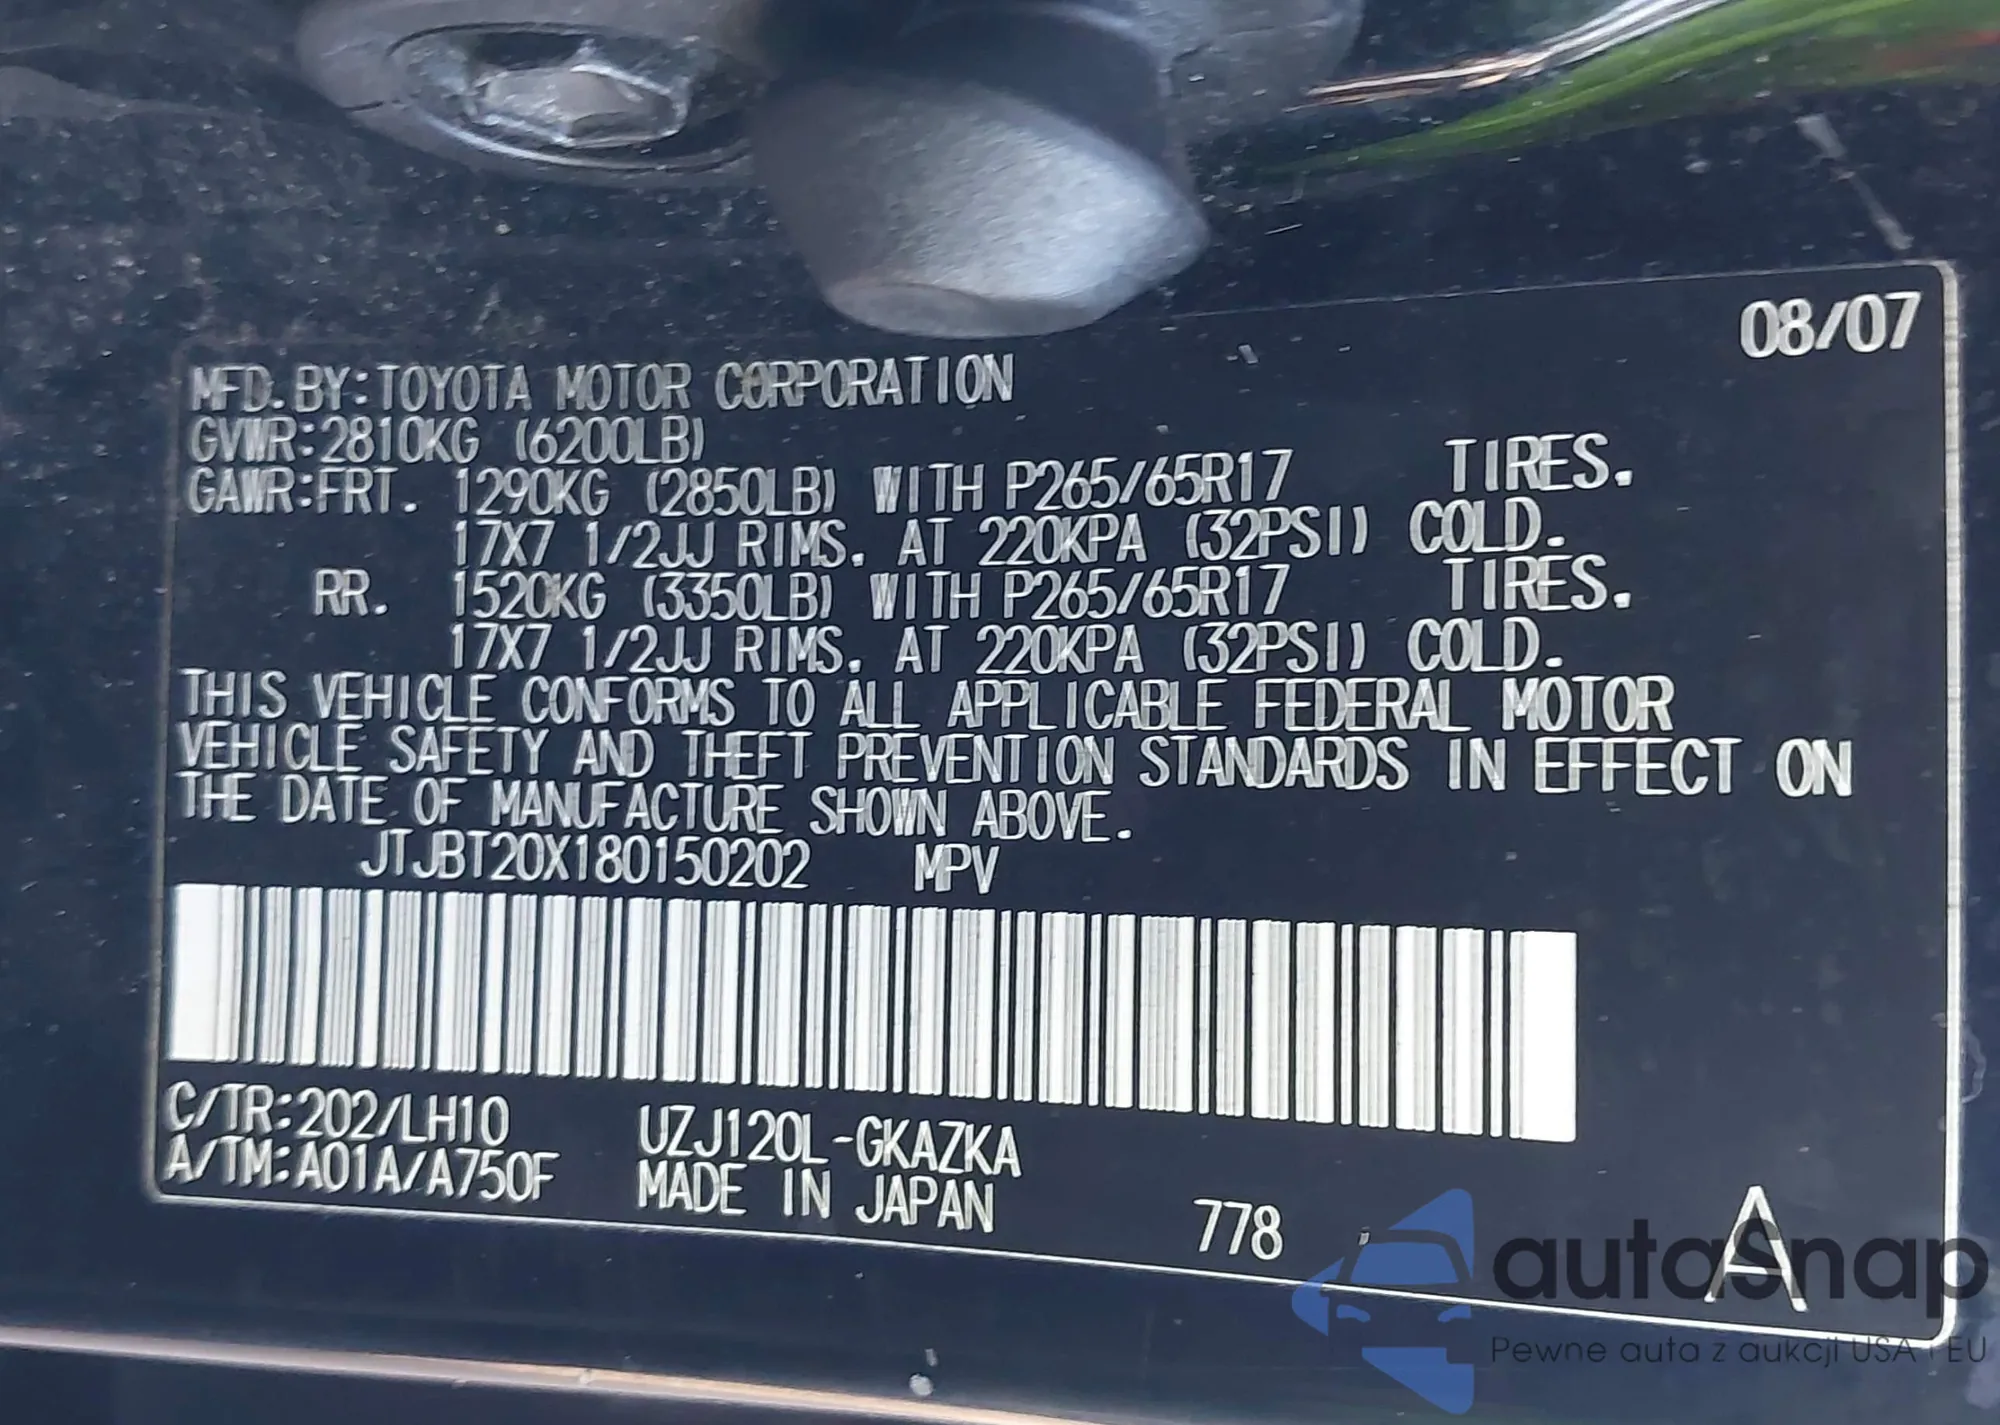 08/07
MFD.BY:TOYOTA MOTOR CORPORATION
GVWR:2810KG (6200LB)
GAWR:FRT. 1290KG (2850LB) WITH P265/65R17 TIRES.
17X7 1/2JJ RIMS. AT 220KPA (32PSI) COLD.
RR. 1520KG (3350LB) WITH P265/65R17 TIRES.
17X7 1/2JJ RIMS. AT 220KPA (32PSI) COLD.
THIS VEHICLE CONFORMS TO ALL APPLICABLE FEDERAL MOTOR
VEHICLE SAFETY AND THEFT PREVENTION STANDARDS IN EFFECT ON
THE DATE OF MANUFACTURE SHOWN ABOVE.
JTJBT20X180150202 MPV
C/TR:202/LH10 UZJ120L-GKAZKA
A/TM:A01A/A750F MADE IN JAPAN 778 A
autosnap
Pewne auta z aukcji USA i EU